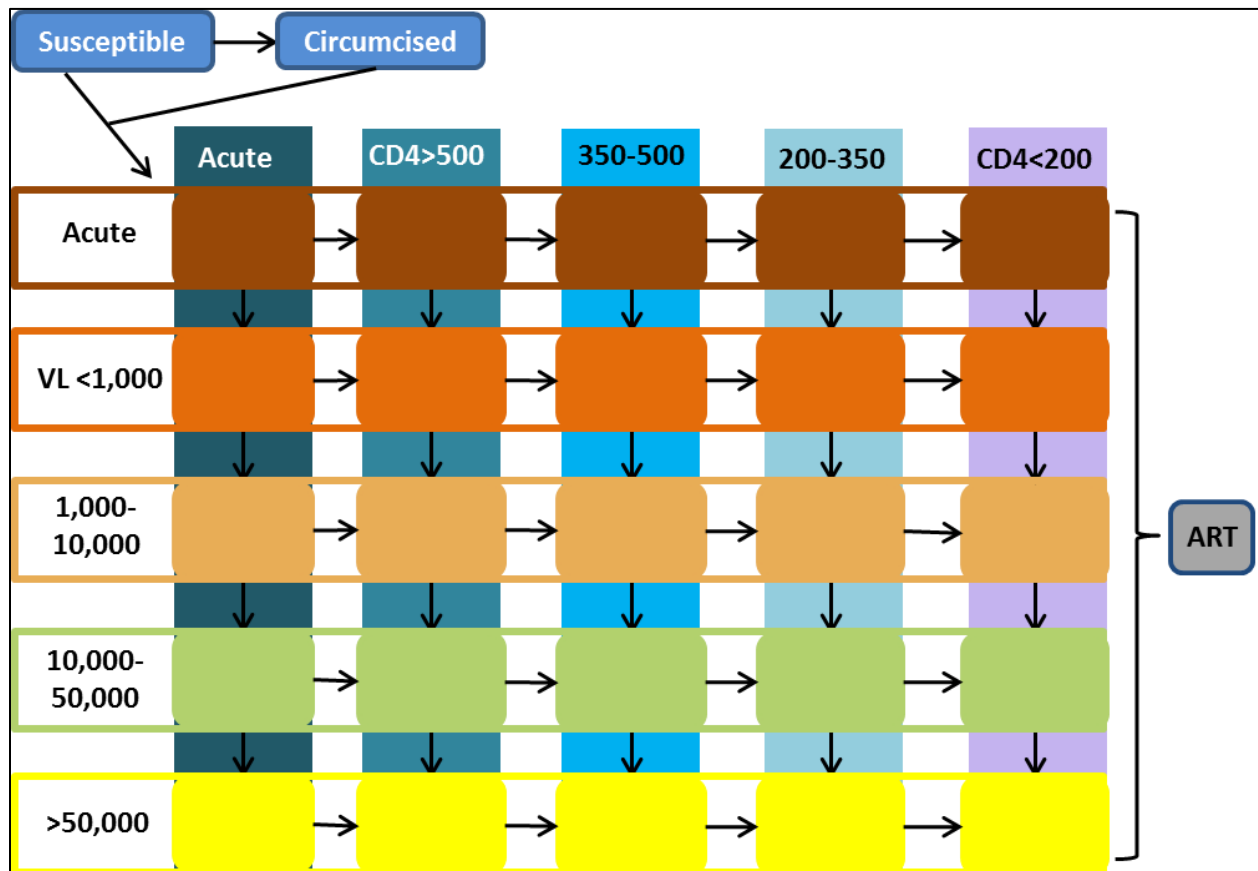 Susceptible
Circumcised
Acute
CD4>500
350-500
200-350
CD4<200
Acute
VL <1,000
1,000-
10,000
ART
10,000-
50,000
>50,000